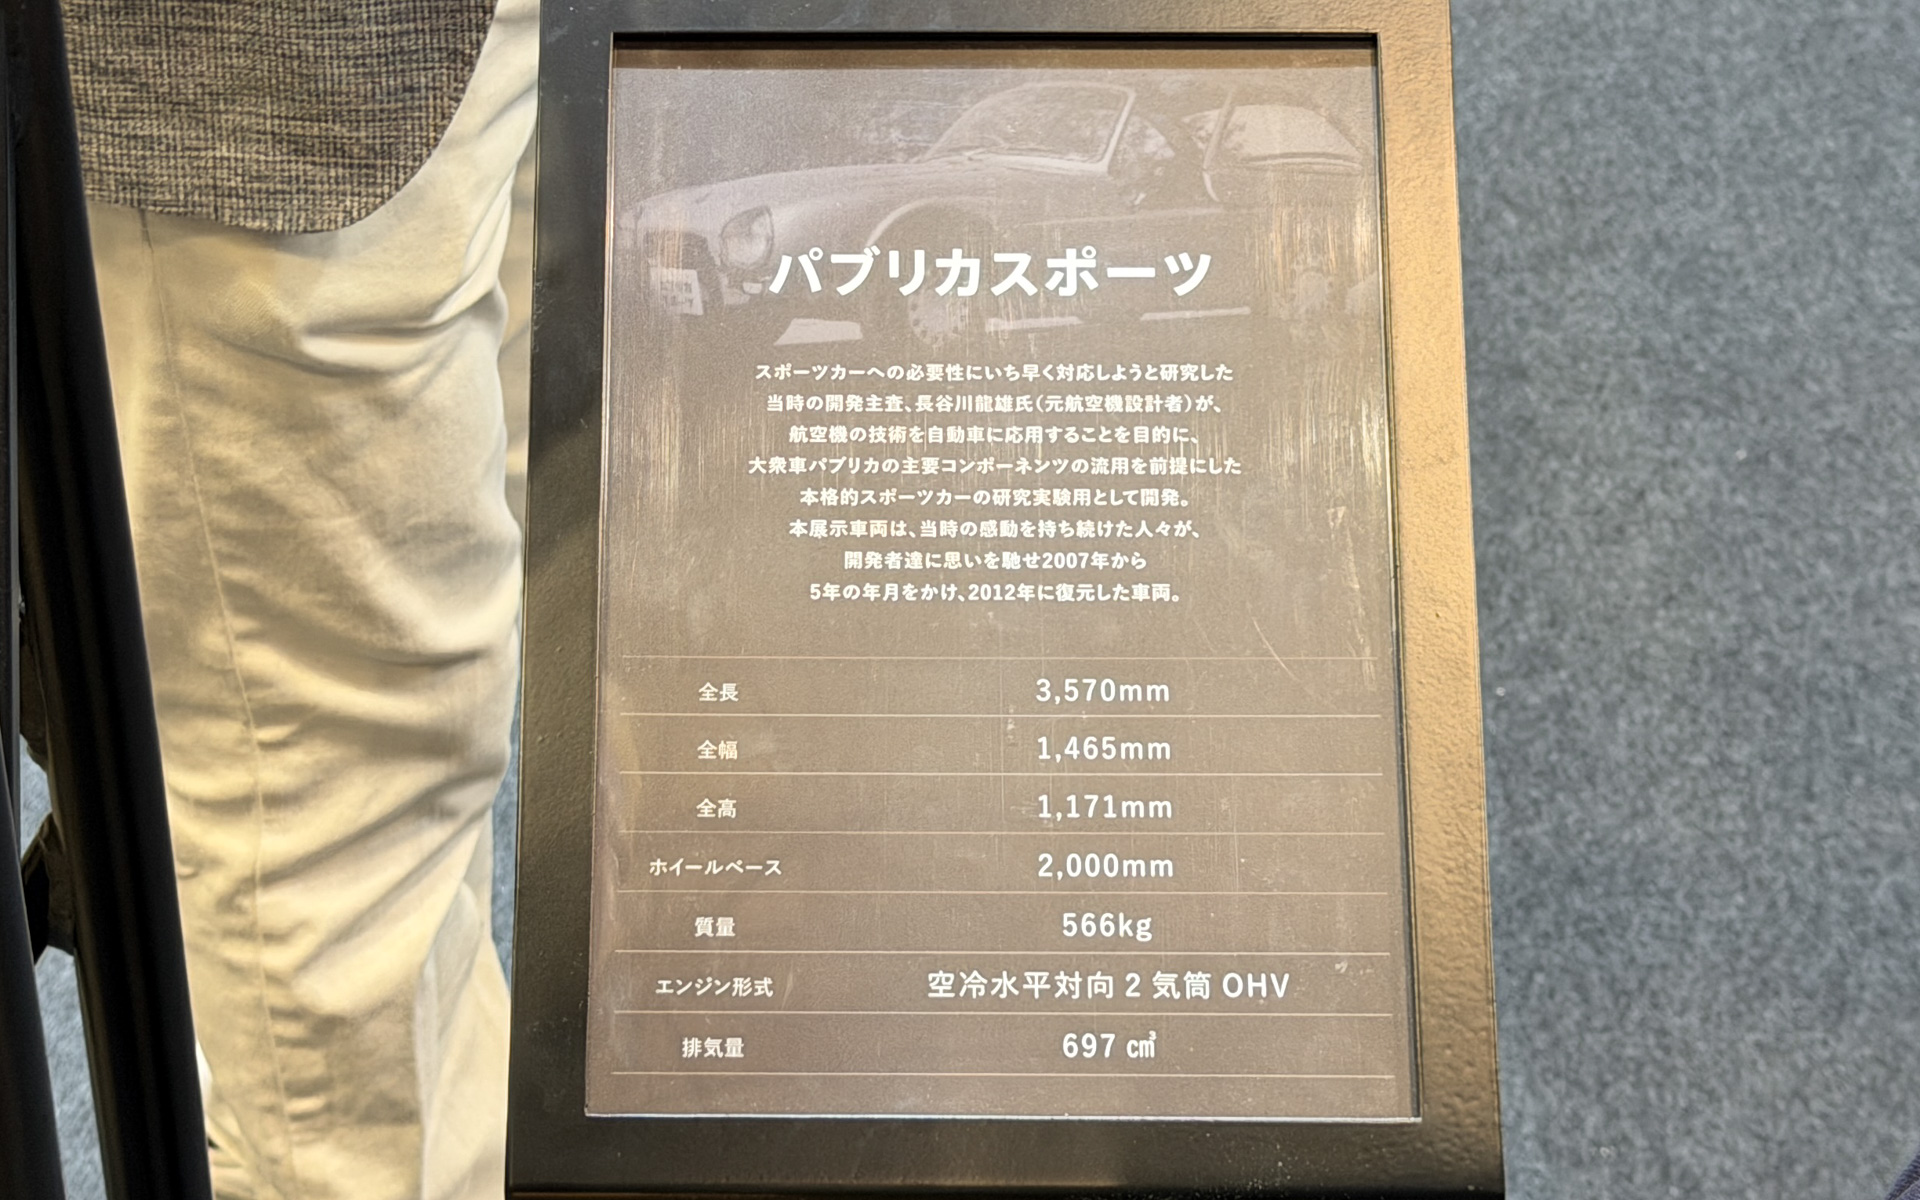 パブリカスポーツ
スポーツカーへの必要性にいち早く対応しようと研究した
当時の開発主査、長谷川龍雄氏（元航空機設計者）が、
航空機の技術を自動車に応用することを目的に、
大衆車パブリカの主要コンポーネンツの流用を前提にした
本格的スポーツカーの研究実験用として開発。
本展示車両は、当時の感動を持ち続けた人々が、
開発者達に思いを馳せ2007年から
5年の年月をかけ、2012年に復元した車両。
全長 3,570mm
全幅 1,465mm
全高 1,171mm
ホイールベース 2,000mm
質量 566kg
エンジン形式 空冷水平対向 2 気筒 OHV
排気量 697 ㎤